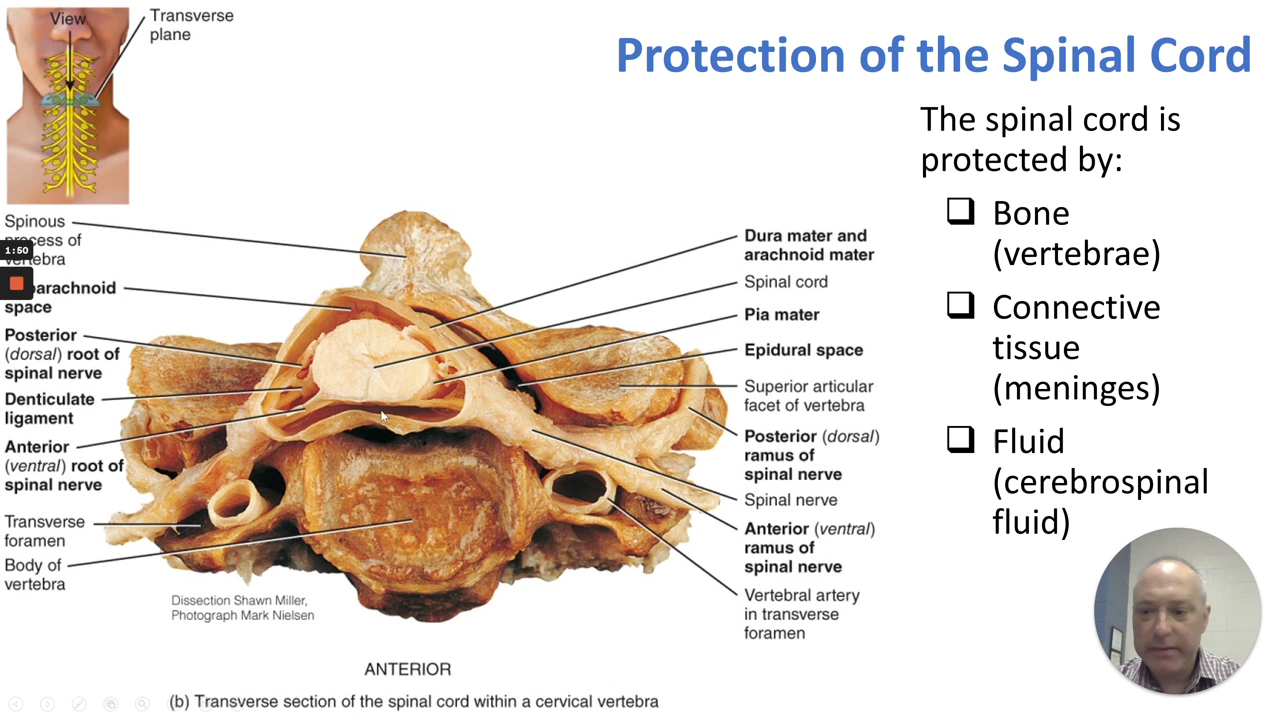 View
Transverse
plane
Protection of the Spinal Cord
The spinal cord is
protected by:
Bone
(vertebrae)
Connective
tissue
(meninges)
Fluid
(cerebrospinal
fluid)
Spinous
of
vertebra
1:50
arachnoid
space
Posterior
(dorsal) root of
spinal nerve
Denticulate
ligament
Anterior
(ventral) root of
spinal nerve
Transverse
foramen
Body of
vertebra
Dura mater and
arachnoid mater
Spinal cord
Pia mater
Epidural space
Superior articular
facet of vertebra
Posterior (dorsal)
ramus of
spinal nerve
Spinal nerve
Anterior (ventral)
ramus of
spinal nerve
Vertebral artery
in transverse
foramen
Dissection Shawn Miller,
Photograph Mark Nielsen
ANTERIOR
(b) Transverse section of the spinal cord within a cervical vertebra